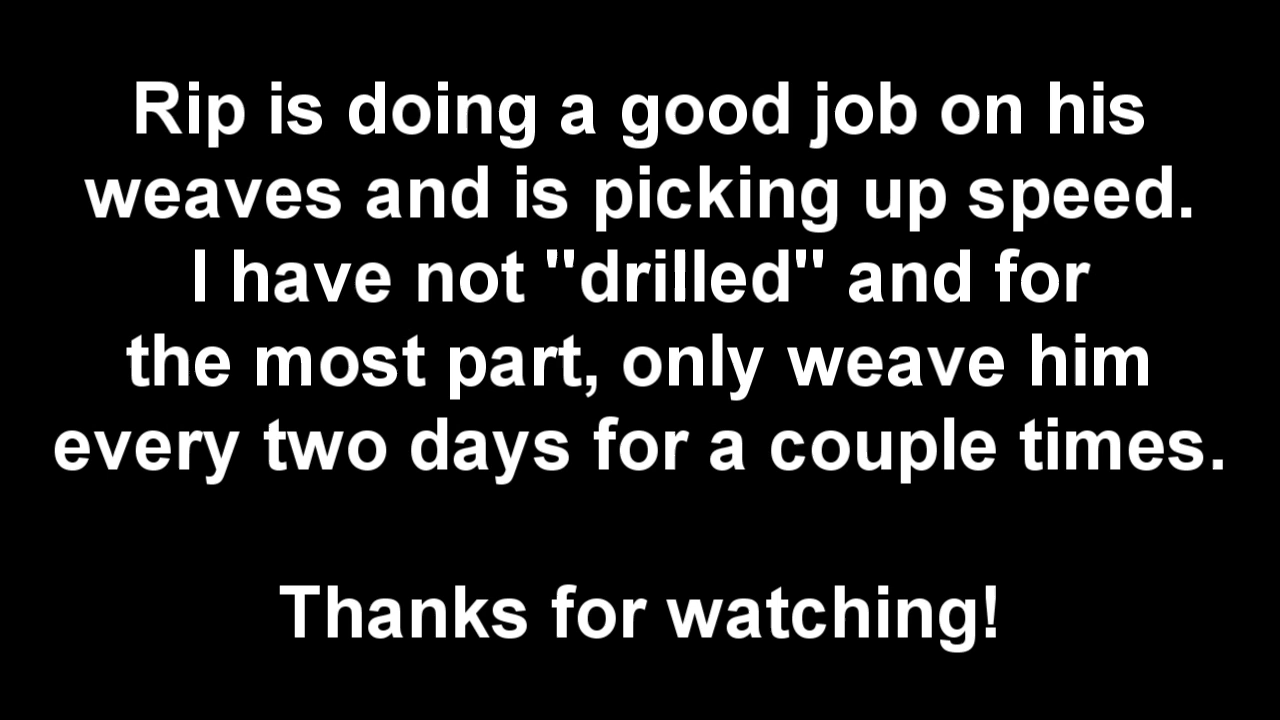 Rip is doing a good job on his
weaves and is picking up speed.
I have not "drilled" and for
the most part, only weave him
every two days for a couple times.
Thanks for watching!